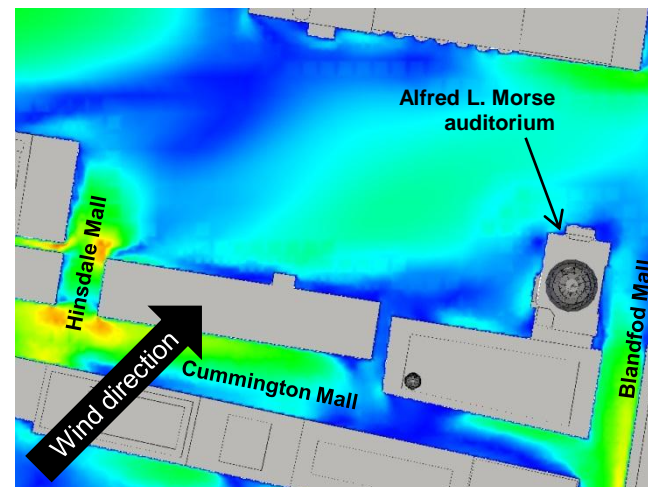 Alfred L. Morse
auditorium
Hinsdale Mall
Blandfod Mall
Cummington Mall
Wind direction